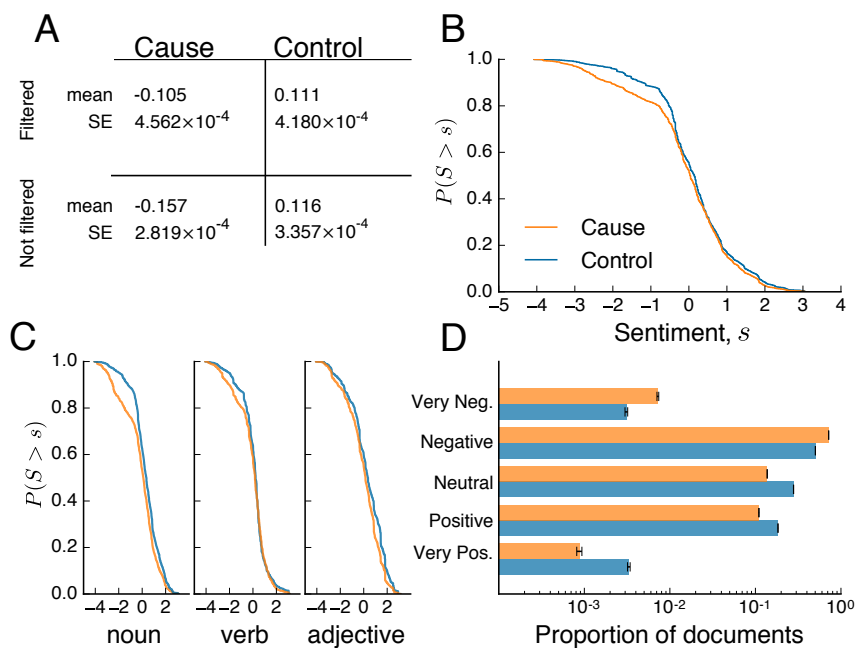 A
Cause Control
Filtered
mean -0.105 0.111
SE 4.562×10⁻⁴ 4.180×10⁻⁴
Not filtered
mean -0.157 0.116
SE 2.819×10⁻⁴ 3.357×10⁻⁴
B
1.0
0.8
0.6
0.4
0.2
0.0
P(S > s)
Cause
Control
−5 −4 −3 −2 −1 0 1 2 3 4
Sentiment, s
C
1.0
0.8
0.6
0.4
0.2
0.0
P(S > s)
−4 −2 0 2 −4 −2 0 2 −4 −2 0 2
noun verb adjective
D
Very Neg.
Negative
Neutral
Positive
Very Pos.
10⁻³ 10⁻² 10⁻¹ 10⁰
Proportion of documents